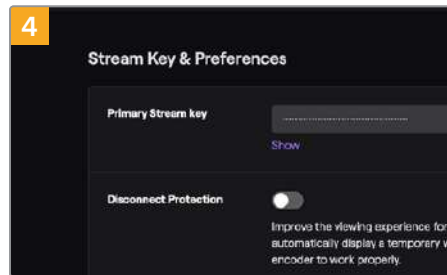 4
Stream Key & Preferences
Primary Stream key
Show
Disconnect Protection
Improve the viewing experience for
automatically display a temporary
encoder to work properly.